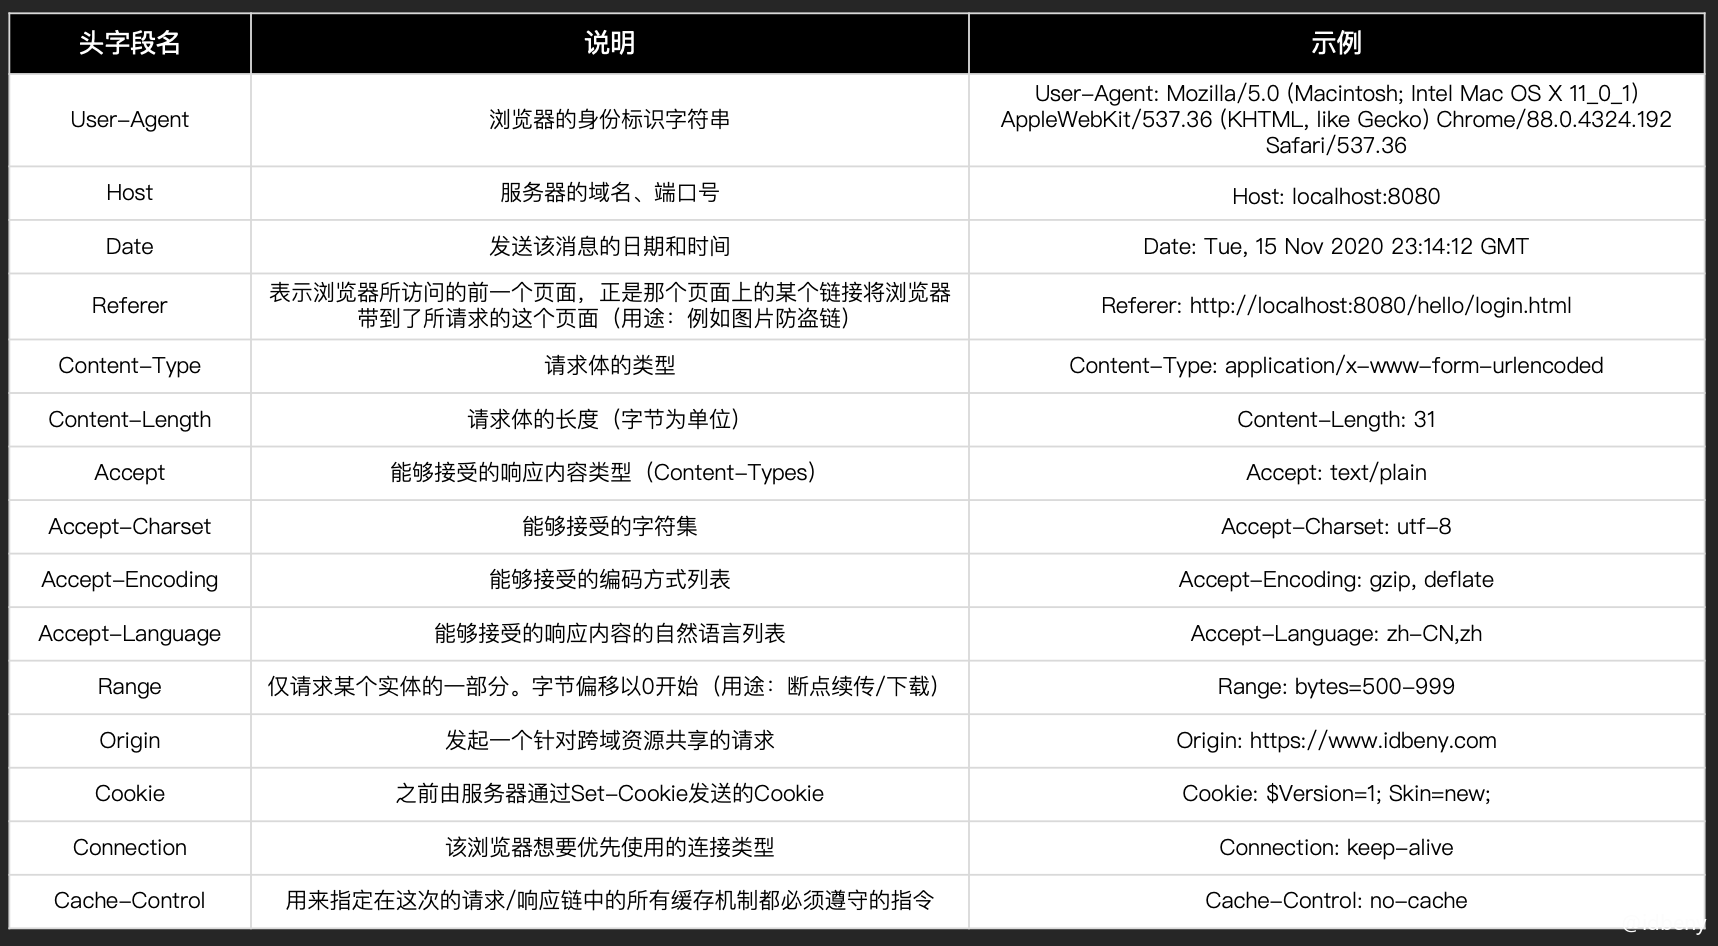 头字段名 说明 示例
User-Agent 浏览器的身份标识字符串 User-Agent: Mozilla/5.0 (Macintosh; Intel Mac OS X 11_0_1)
AppleWebKit/537.36 (KHTML, like Gecko) Chrome/88.0.4324.192
Safari/537.36
Host 服务器的域名、端口号 Host: localhost:8080
Date 发送该消息的日期和时间 Date: Tue, 15 Nov 2020 23:14:12 GMT
Referer 表示浏览器所访问的前一个页面，正是那个页面上的某个链接将浏览器
带到了所请求的这个页面（用途：例如图片防盗链） Referer: http://localhost:8080/hello/login.html
Content-Type 请求体的类型 Content-Type: application/x-www-form-urlencoded
Content-Length 请求体的长度（字节为单位） Content-Length: 31
Accept 能够接受的响应内容类型（Content-Types） Accept: text/plain
Accept-Charset 能够接受的字符集 Accept-Charset: utf-8
Accept-Encoding 能够接受的编码方式列表 Accept-Encoding: gzip, deflate
Accept-Language 能够接受的响应内容的自然语言列表 Accept-Language: zh-CN,zh
Range 仅请求某个实体的一部分。字节偏移以0开始（用途：断点续传/下载） Range: bytes=500-999
Origin 发起一个针对跨域资源共享的请求 Origin: https://www.idbeny.com
Cookie 之前由服务器通过Set-Cookie发送的Cookie Cookie: $Version=1; Skin=new;
Connection 该浏览器想要优先使用的连接类型 Connection: keep-alive
Cache-Control 用来指定在这次的请求/响应链中的所有缓存机制都必须遵守的指令 Cache-Control: no-cache
@idbeny